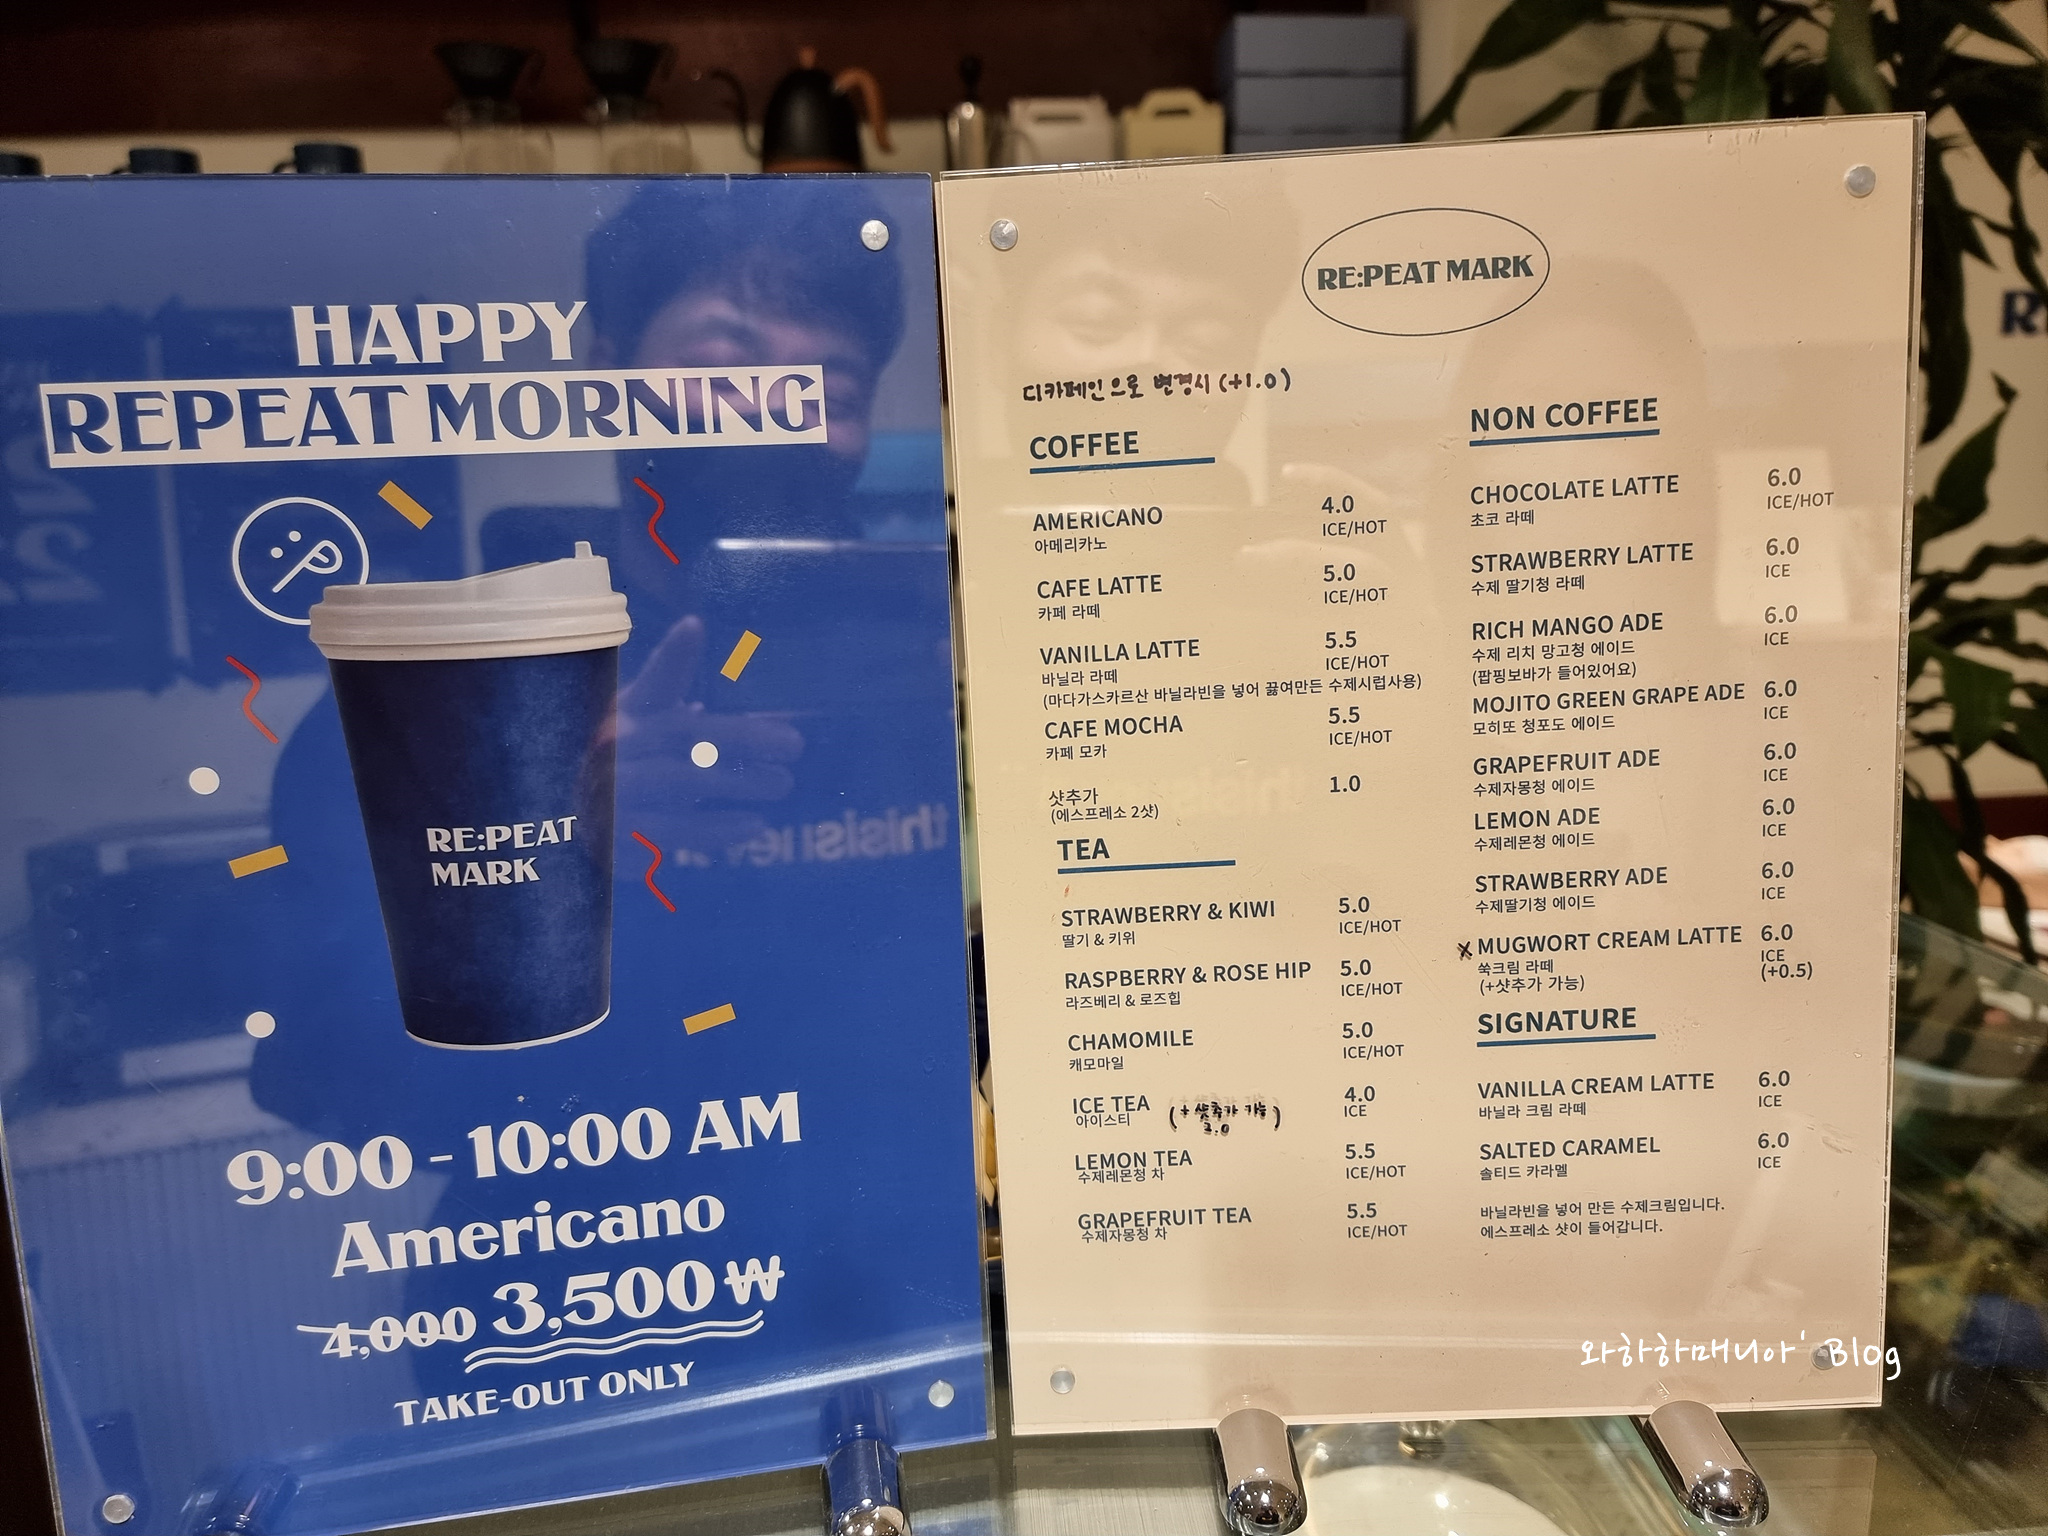 HAPPY
REPEAT MORNING
RE:PEAT
MARK
9:00 - 10:00 AM
Americano
4,000 3,500 ₩
TAKE-OUT ONLY
RE:PEAT MARK
디카페인으로 변경시 (+1.0)
COFFEE
AMERICANO 4.0
아메리카노 ICE/HOT
CAFE LATTE 5.0
카페 라떼 ICE/HOT
VANILLA LATTE 5.5
바닐라 라떼 ICE/HOT
(마다가스카르산 바닐라빈을 넣어 끓여만든 수제시럽사용)
CAFE MOCHA 5.5
카페 모카 ICE/HOT
샷추가 1.0
(에스프레소 2샷)
TEA
STRAWBERRY & KIWI 5.0
딸기 & 키위 ICE/HOT
RASPBERRY & ROSE HIP 5.0
라즈베리 & 로즈힙 ICE/HOT
CHAMOMILE 5.0
캐모마일 ICE/HOT
ICE TEA (+ 샷추가 가능) 4.0
아이스티 ICE
LEMON TEA 5.5
수제레몬청 차 ICE/HOT
GRAPEFRUIT TEA 5.5
수제자몽청 차 ICE/HOT
NON COFFEE
CHOCOLATE LATTE 6.0
초코 라떼 ICE/HOT
STRAWBERRY LATTE 6.0
수제 딸기청 라떼 ICE
RICH MANGO ADE 6.0
수제 리치 망고청 에이드 ICE
(팝핑보바가 들어있어요)
MOJITO GREEN GRAPE ADE 6.0
모히또 청포도 에이드 ICE
GRAPEFRUIT ADE 6.0
수제자몽청 에이드 ICE
LEMON ADE 6.0
수제레몬청 에이드 ICE
STRAWBERRY ADE 6.0
수제딸기청 에이드 ICE
X MUGWORT CREAM LATTE 6.0
쑥크림 라떼 ICE
(+샷추가 가능) (+0.5)
SIGNATURE
VANILLA CREAM LATTE 6.0
바닐라 크림 라떼 ICE
SALTED CARAMEL 6.0
솔티드 카라멜 ICE
바닐라빈을 넣어 만든 수제크림입니다.
에스프레소 샷이 들어갑니다.
와하하매니아' Blog